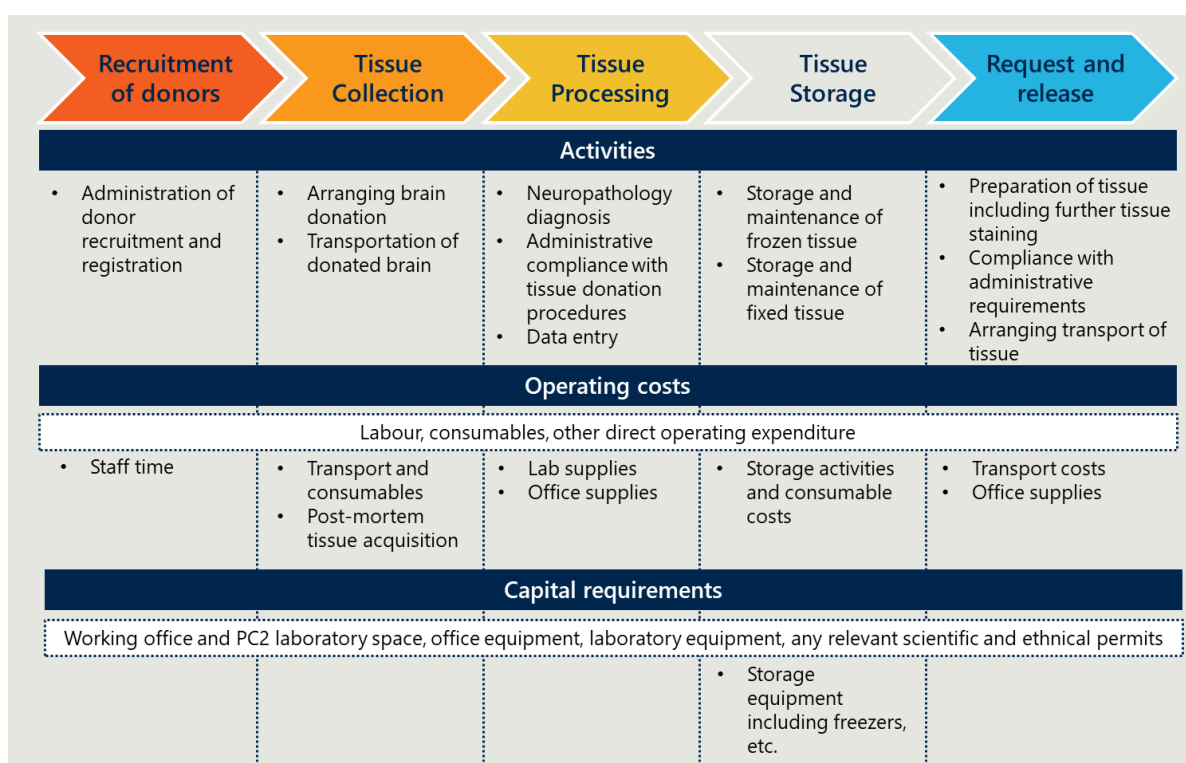 Recruitment
of donors
Tissue
Collection
Tissue
Processing
Tissue
Storage
Request and
release
Activities
• Administration of
donor
recruitment and
registration
• Arranging brain
donation
• Transportation of
donated brain
• Neuropathology
diagnosis
• Administrative
compliance with
tissue donation
procedures
• Data entry
• Storage and
maintenance of
frozen tissue
• Storage and
maintenance of
fixed tissue
• Preparation of tissue
including further tissue
staining
• Compliance with
administrative
requirements
• Arranging transport of
tissue
Operating costs
Labour, consumables, other direct operating expenditure
• Staff time
• Transport and
consumables
• Post-mortem
tissue acquisition
• Lab supplies
• Office supplies
• Storage activities
and consumable
costs
• Transport costs
• Office supplies
Capital requirements
Working office and PC2 laboratory space, office equipment, laboratory equipment, any relevant scientific and ethnical permits
• Storage
equipment
including freezers,
etc.